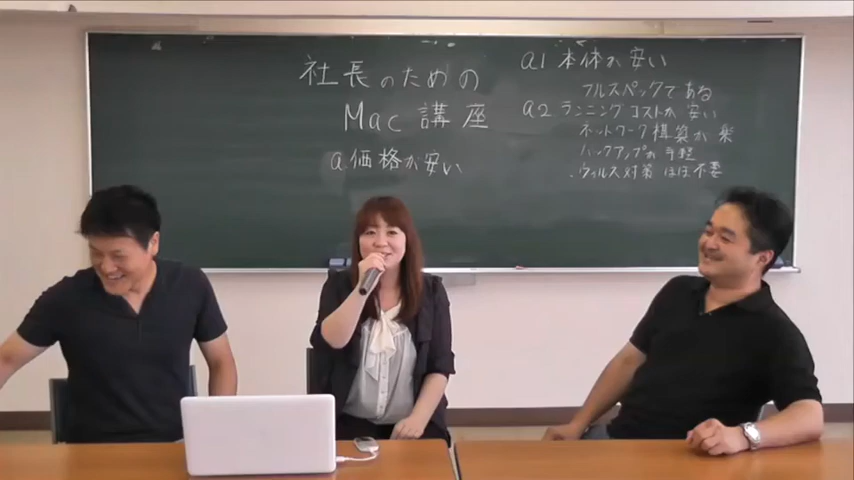 社長のための
Mac講座
a.価格が安い
a1 本体が安い
フルスペックである
a2.ランニングコストが安い
ネットワーク構築が楽
バックアップが手軽
・ウィルス対策ほぼ不要